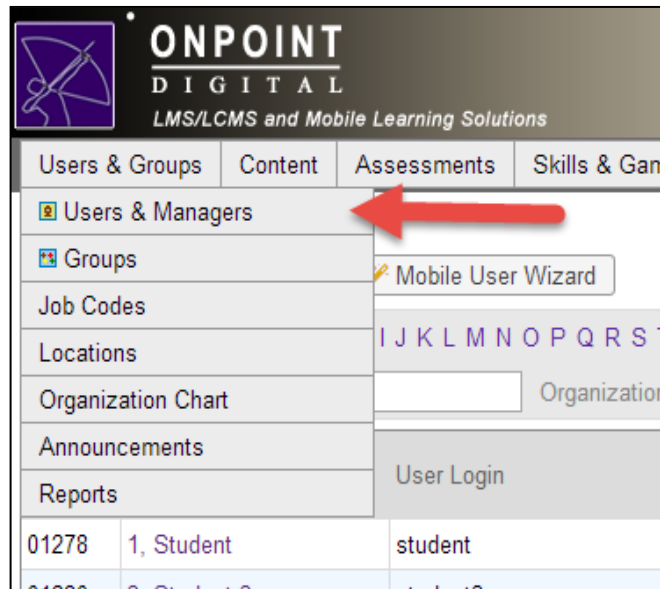 ONPOINT
DIGITAL
LMS/LCMS and Mobile Learning Solutions
Users & Groups Content Assessments Skills &
Users & Managers
Groups
Mobile User Wizard
Job Codes
I J K L M N O P Q R S
Locations
Organization Chart
Announcements
User Login
Reports
01278 1, Student student